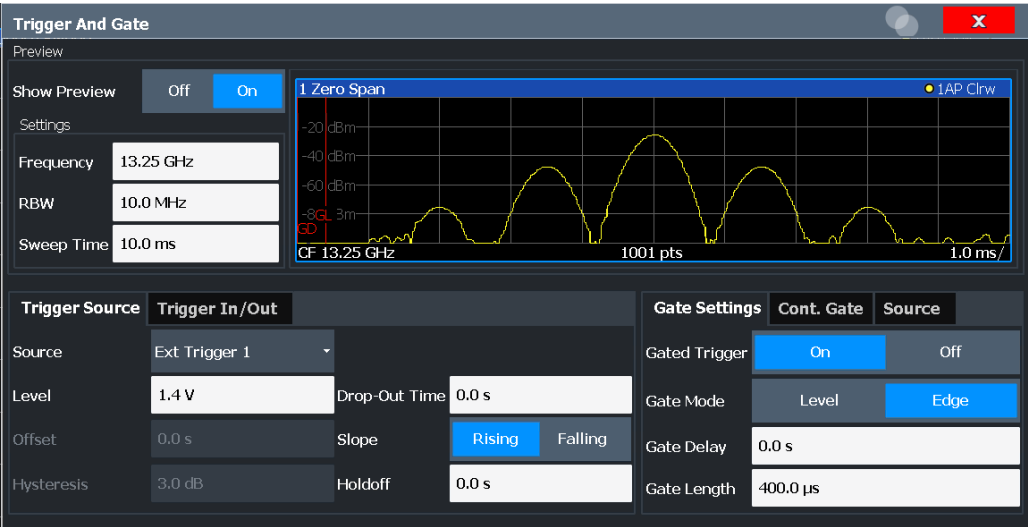 Trigger And Gate
X
Preview
Show Preview Off On
Settings
Frequency 13.25 GHz
RBW 10.0 MHz
Sweep Time 10.0 ms
1 Zero Span 1AP Clrw
-20 dBm
-40 dBm
-60 dBm
GL
GD
CF 13.25 GHz 1001 pts 1.0 ms/
Trigger Source Trigger In/Out
Source Ext Trigger 1
Level 1.4 V Drop-Out Time 0.0 s
Offset 0.0 s Slope Rising Falling
Hysteresis 3.0 dB Holdoff 0.0 s
Gate Settings Cont. Gate Source
Gated Trigger On Off
Gate Mode Level Edge
Gate Delay 0.0 s
Gate Length 400.0 µs